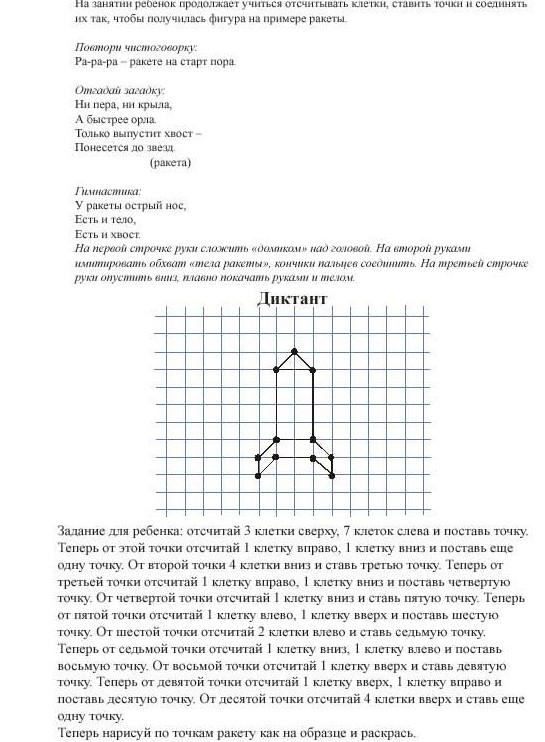 На занятии ребенок продолжает учиться отсчитывать клетки, ставить точки и соединять
их так, чтобы получилась фигура на примере ракеты.
Повтори чистоговорку:
Ра-ра-ра – ракете на старт пора.
Отгадай загадку:
Ни пера, ни крыла,
А быстрее орла.
Только выпустит хвост –
Понесется до звезд.
(ракета)
Гимнастика:
У ракеты острый нос,
Есть и тело,
Есть и хвост.
На первой строчке руки сложить «домиком» над головой. На второй руками
имитировать обхват «тела ракеты», кончики пальцев соединить. На третьей строчке
руки опустить вниз, плавно покачать руками и телом.
Диктант
Задание для ребенка: отсчитай 3 клетки сверху, 7 клеток слева и поставь точку.
Теперь от этой точки отсчитай 1 клетку вправо, 1 клетку вниз и поставь еще
одну точку. От второй точки 4 клетки вниз и ставь третью точку. Теперь от
третьей точки отсчитай 1 клетку вправо, 1 клетку вниз и поставь четвертую
точку. От четвертой точки отсчитай 1 клетку вниз и ставь пятую точку. Теперь
от пятой точки отсчитай 1 клетку влево, 1 клетку вверх и поставь шестую
точку. От шестой точки отсчитай 2 клетки влево и ставь седьмую точку.
Теперь от седьмой точки отсчитай 1 клетку вниз, 1 клетку влево и поставь
восьмую точку. От восьмой точки отсчитай 1 клетку вверх и ставь девятую
точку. Теперь от девятой точки отсчитай 1 клетку вверх, 1 клетку вправо и
поставь десятую точку. От десятой точки отсчитай 4 клетки вверх и ставь еще
одну точку.
Теперь нарисуй по точкам ракету как на образце и раскрась.